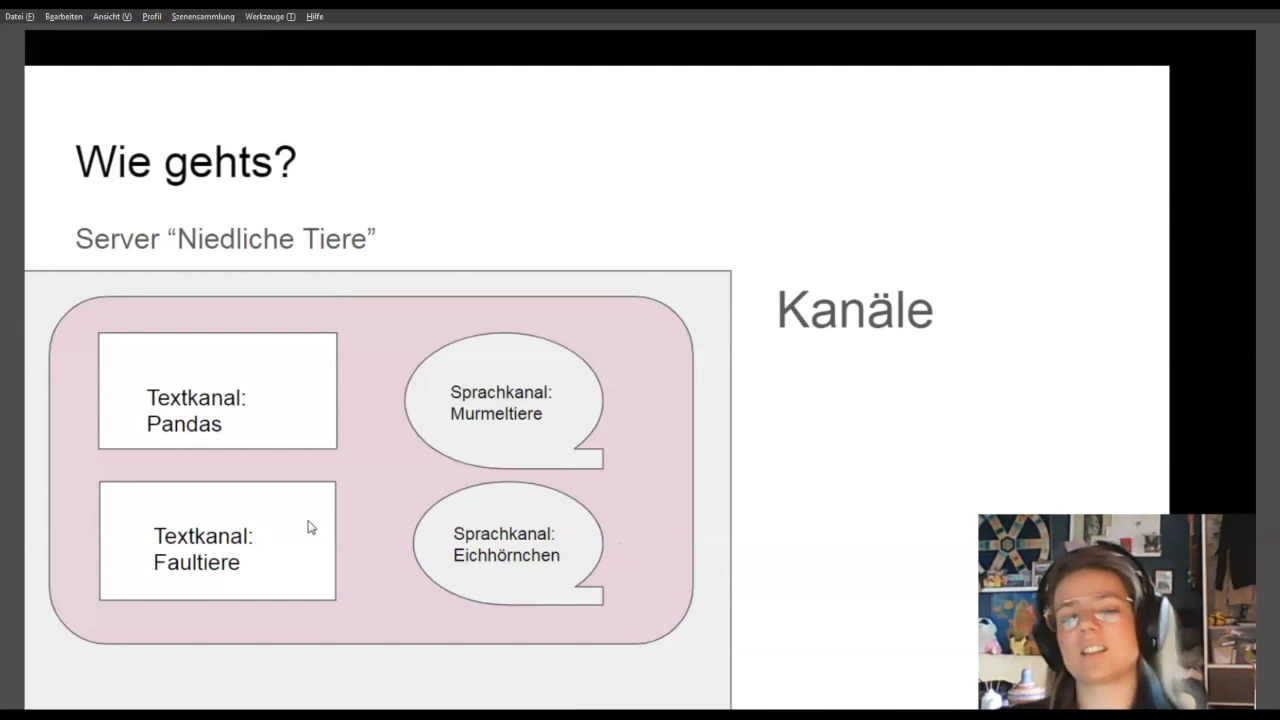 Datei (F) Bearbeiten Ansicht (V) Profil Szenensammlung Werkzeuge (T) Hilfe
Wie gehts?
Server “Niedliche Tiere”
Kanäle
Textkanal:
Pandas
Sprachkanal:
Murmeltiere
Textkanal:
Faultiere
Sprachkanal:
Eichhörnchen